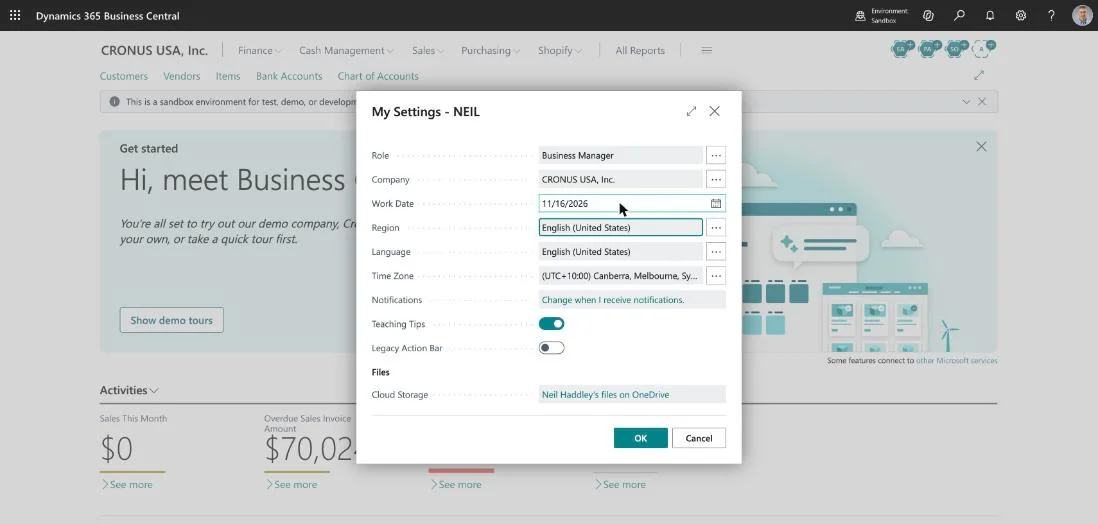 Dynamics 365 Business Central
Environment:
Sandbox
CRONUS USA, Inc.
Finance
Cash Management
Sales
Purchasing
Shopify
All Reports
Customers
Vendors
Items
Bank Accounts
Chart of Accounts
This is a sandbox environment for test, demo, or developm
Get started
Hi, meet Business C
You're all set to try out our demo company, Cr
your own, or take a quick tour first.
Show demo tours
Some features connect to other Microsoft services
Activities
Sales This Month
$0
See more
Overdue Sales Invoice
Amount
$70,024
See more
See more
See more
My Settings - NEIL
Role
Business Manager
Company
CRONUS USA, Inc.
Work Date
11/16/2026
Region
English (United States)
Language
English (United States)
Time Zone
(UTC+10:00) Canberra, Melbourne, Sy...
Notifications
Change when I receive notifications.
Teaching Tips
Legacy Action Bar
Files
Cloud Storage
Neil Haddley's files on OneDrive
OK
Cancel